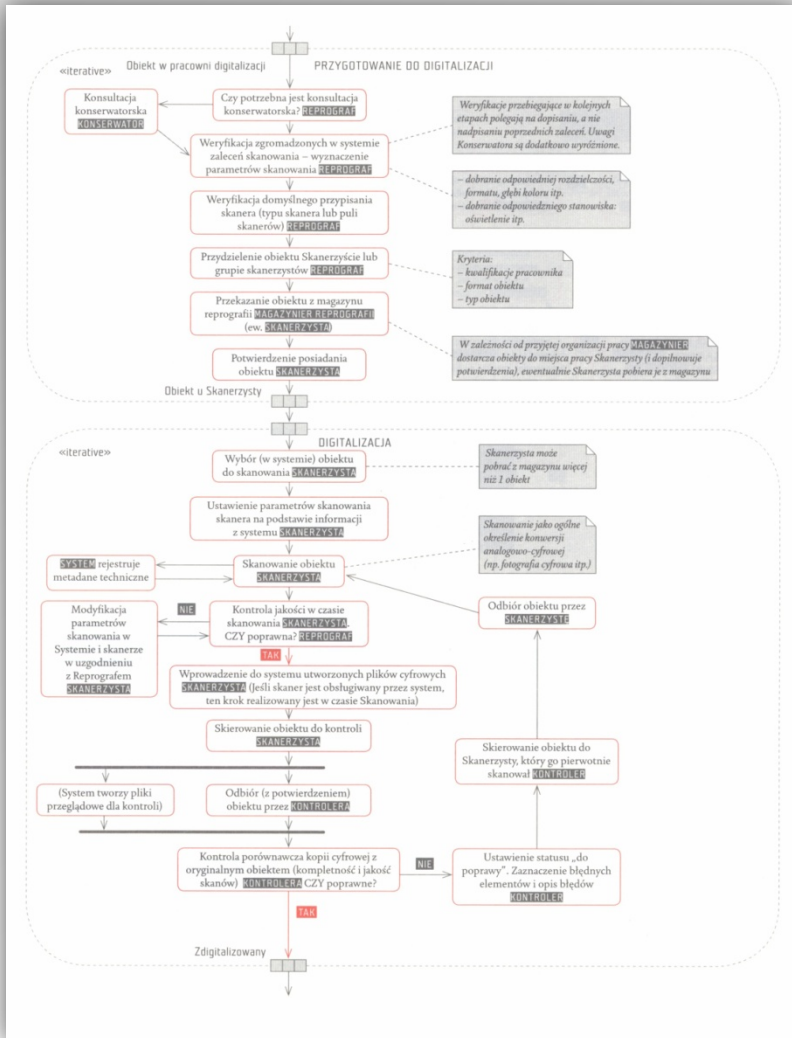 Obiekt w pracowni digitalizacji
PRZYGOTOWANIE DO DIGITALIZACJI
«iterative»
Konsultacja
konserwatorska
KONSERWATOR
Czy potrzebna jest konsultacja
konserwatorska? REPROGRAF
Weryfikacje przebiegające w kolejnych
etapach polegają na dopisaniu, a nie
nadpisaniu poprzednich zaleceń. Uwagi
Konserwatora są dodatkowo wyróżnione.
Weryfikacja zgromadzonych w systemie
zaleceń skanowania – wyznaczenie
parametrów skanowania REPROGRAF
– dobranie odpowiedniej rozdzielczości,
formatu, głębi koloru itp.
– dobranie odpowiedzniego stanowiska:
oświetlenie itp.
Weryfikacja domyślnego przypisania
skanera (typu skanera lub puli
skanerów) REPROGRAF
Przydzielenie obiektu Skanerzyście lub
grupie skanerzystów REPROGRAF
Kryteria:
– kwalifikacje pracownika
– format obiektu
– typ obiektu
Przekazanie obiektu z magazynu
reprografii MAGAZYNIER REPROGRAFII
(ew. SKANERZYSTA)
W zależności od przyjętej organizacji pracy MAGAZYNIER
dostarcza obiekty do miejsca pracy Skanerzysty (i dopilnowuje
potwierdzenia), ewentualnie Skanerzysta pobiera je z magazynu
Potwierdzenie posiadania
obiektu SKANERZYSTA
Obiekt u Skanerzysty
DIGITALIZACJA
«iterative»
Wybór (w systemie) obiektu
do skanowania SKANERZYSTA
Skanerzysta może
pobrać z magazynu więcej
niż 1 obiekt
Ustawienie parametrów skanowania
skanera na podstawie informacji
z systemu SKANERZYSTA
Skanowanie jako ogólne
określenie konwersji
analogowo-cyfrowej
(np. fotografia cyfrowa itp.)
SYSTEM rejestruje
metadane techniczne
Skanowanie obiektu
SKANERZYSTA
Odbiór obiektu przez
SKANERZYSTĘ
Modyfikacja
parametrów
skanowania w
Systemie i skanerze
w uzgodnieniu
z Reprografem
SKANERZYSTA
NIE
Kontrola jakości w czasie
skanowania SKANERZYSTA.
CZY poprawna? REPROGRAF
TAK
Wprowadzenie do systemu utworzonych plików cyfrowych
SKANERZYSTA (Jeśli skaner jest obsługiwany przez system,
ten krok realizowany jest w czasie Skanowania)
Skierowanie obiektu do kontroli
SKANERZYSTA
Skierowanie obiektu do
Skanerzysty, który go pierwotnie
skanował KONTROLER
(System tworzy pliki
przeglądowe dla kontroli)
Odbiór (z potwierdzeniem)
obiektu przez KONTROLERA
Kontrola porównawcza kopii cyfrowej z
oryginalnym obiektem (kompletność i jakość
skanów) KONTROLERA CZY poprawne?
NIE
Ustawienie statusu „do
poprawy”. Zaznaczenie błędnych
elementów i opis błędów
KONTROLER
TAK
Zdigitalizowany